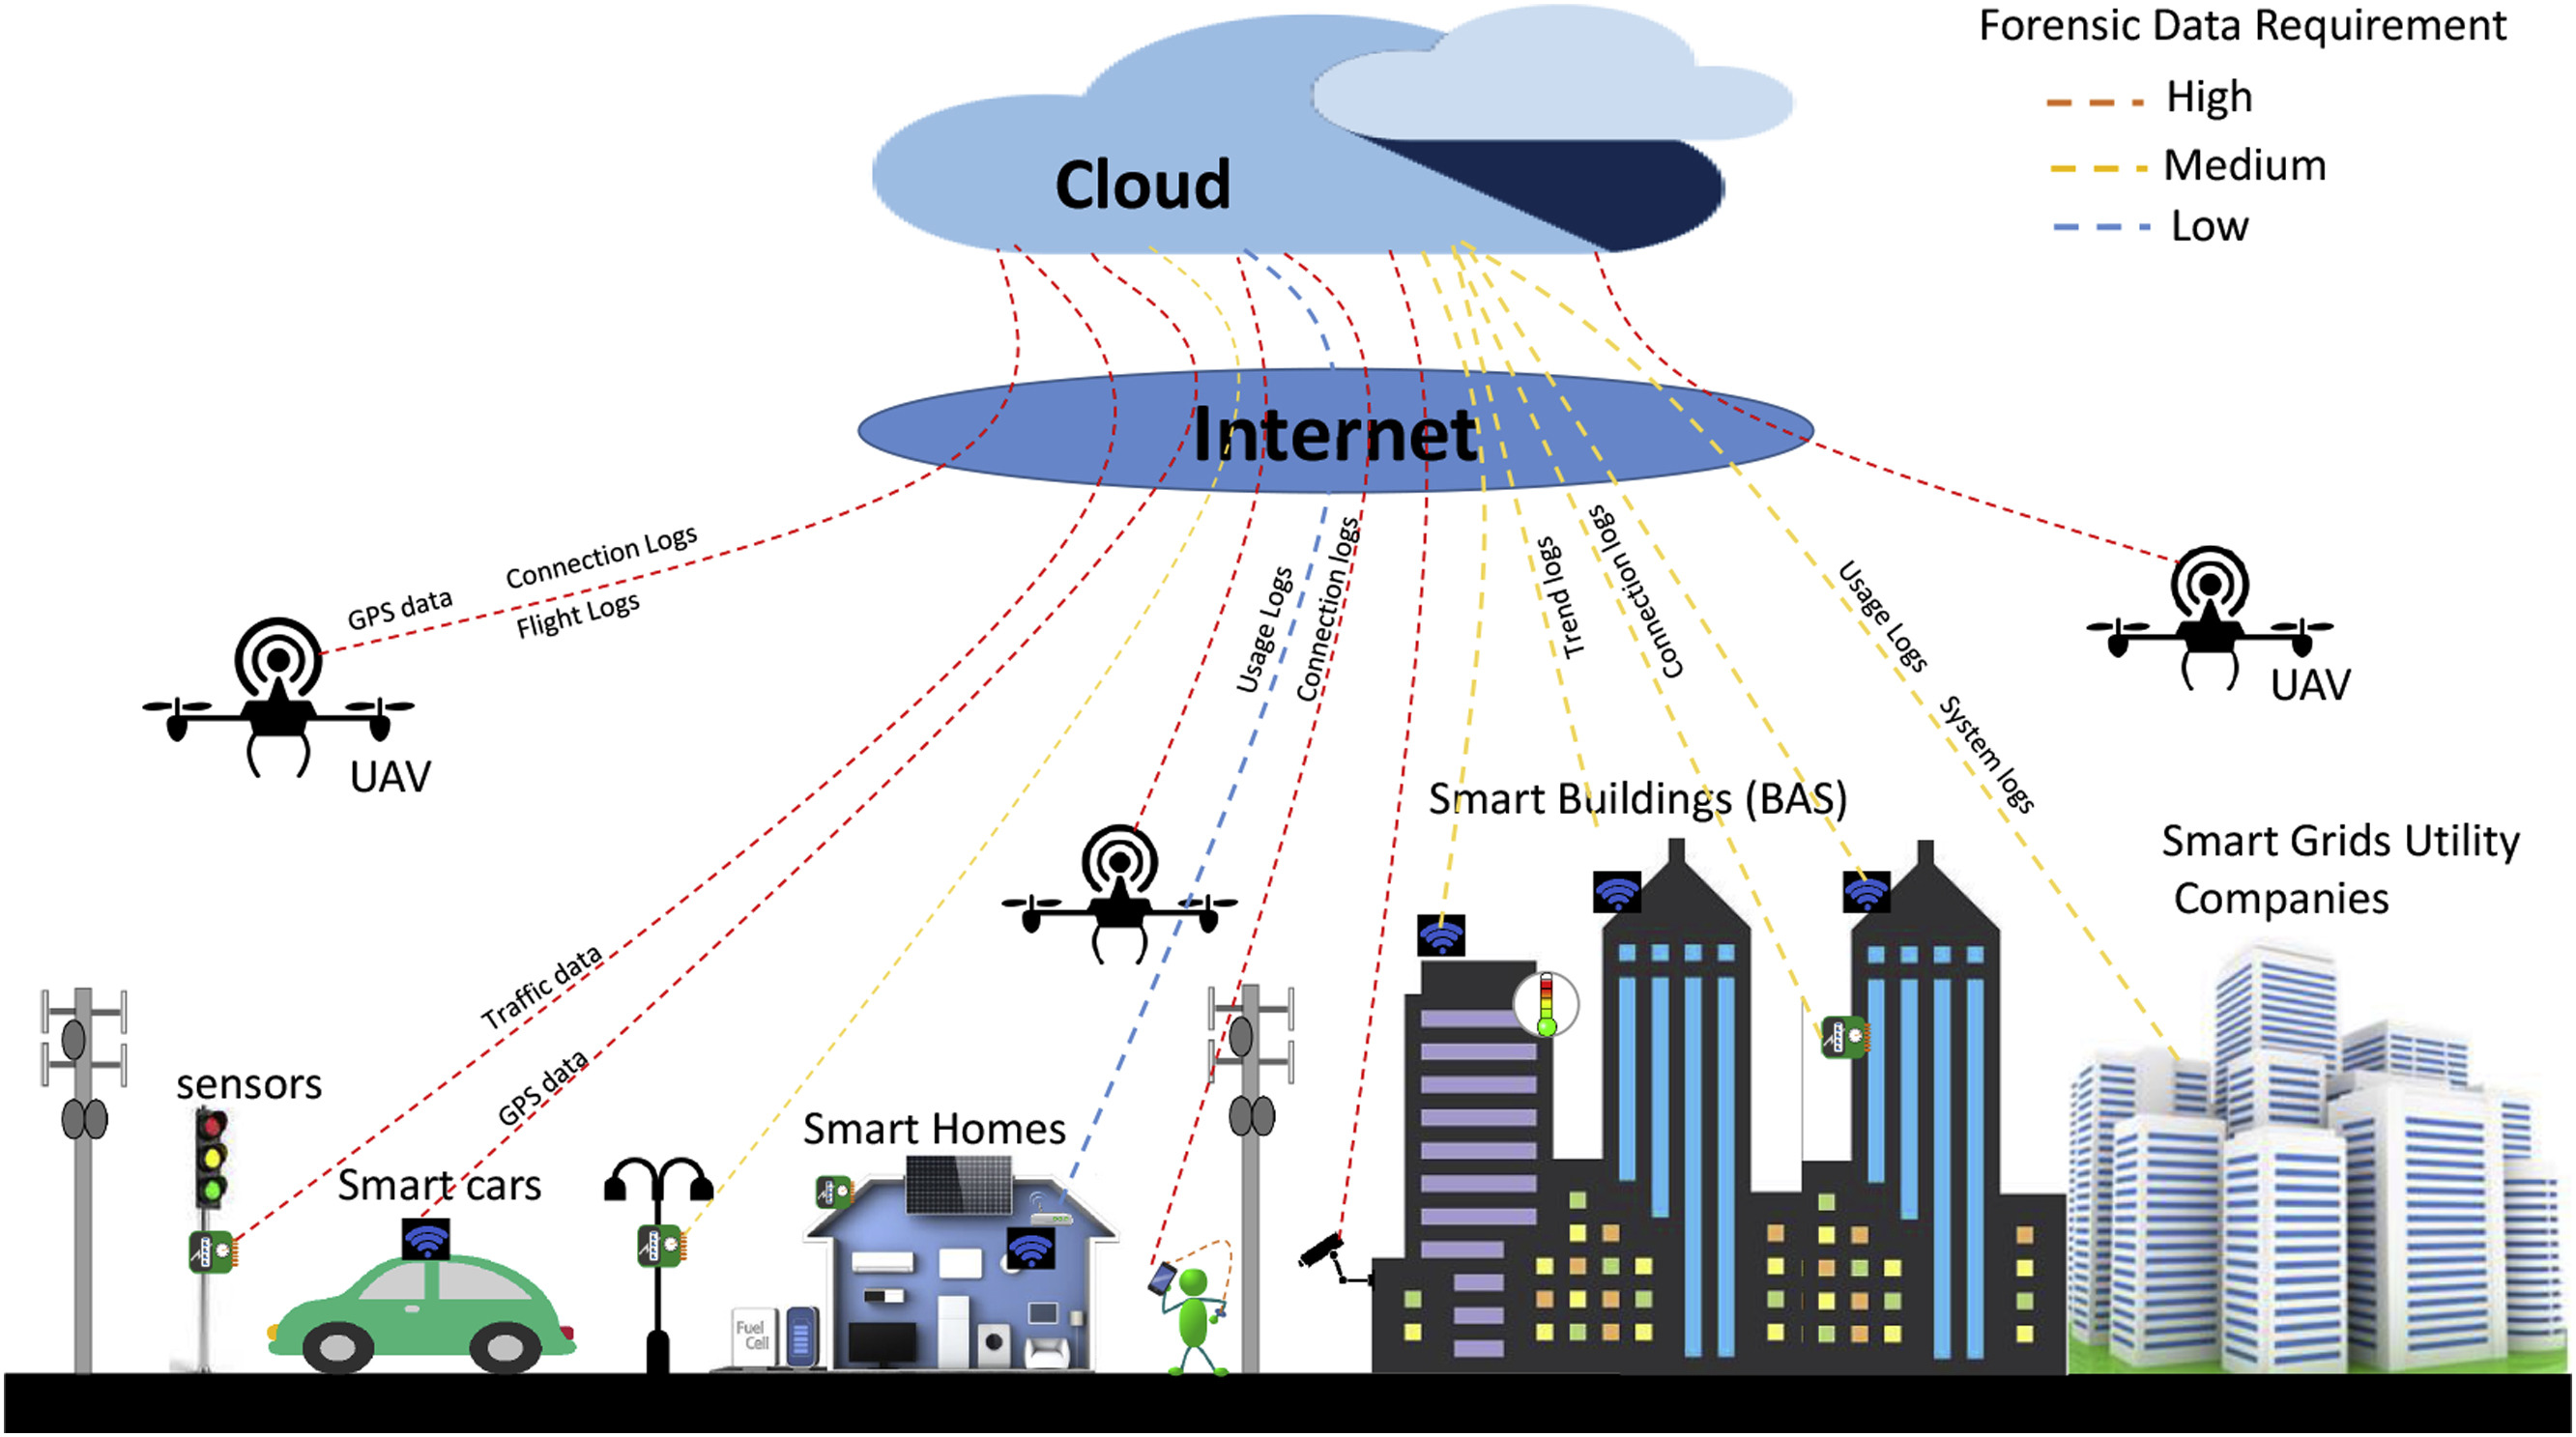 Forensic Data Requirement
High
Medium
Low
Cloud
Internet
Connection Logs
GPS data
Flight Logs
UAV
Usage Logs
Connection logs
Trend logs
Connection logs
Usage Logs
System logs
UAV
Smart Buildings (BAS)
Smart Grids Utility
Companies
Traffic data
GPS data
sensors
Smart cars
Smart Homes
Fuel
Cell